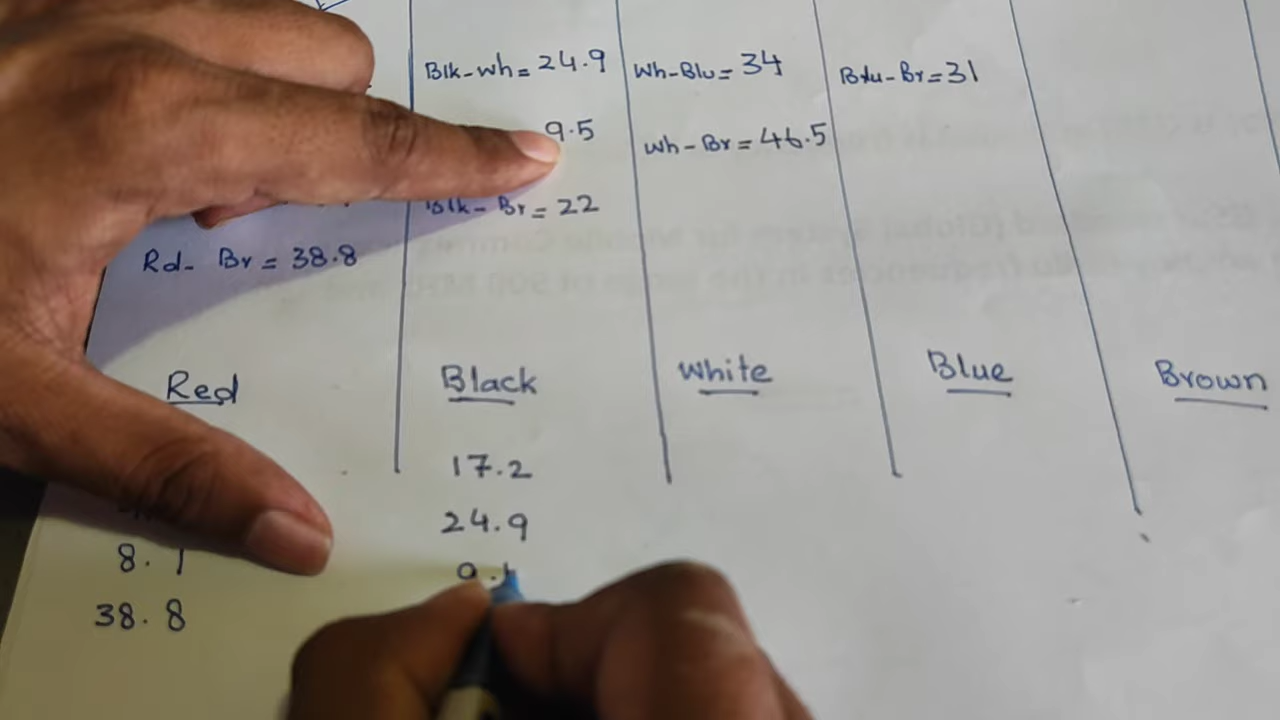 Blk-Wh = 24.9
Wh-Blu = 34
Blu-Br = 31
9.5
Wh-Br = 46.5
Blk-Br = 22
Rd-Br = 38.8
Red
Black
White
Blue
Brown
17.2
24.9
8.1
38.8